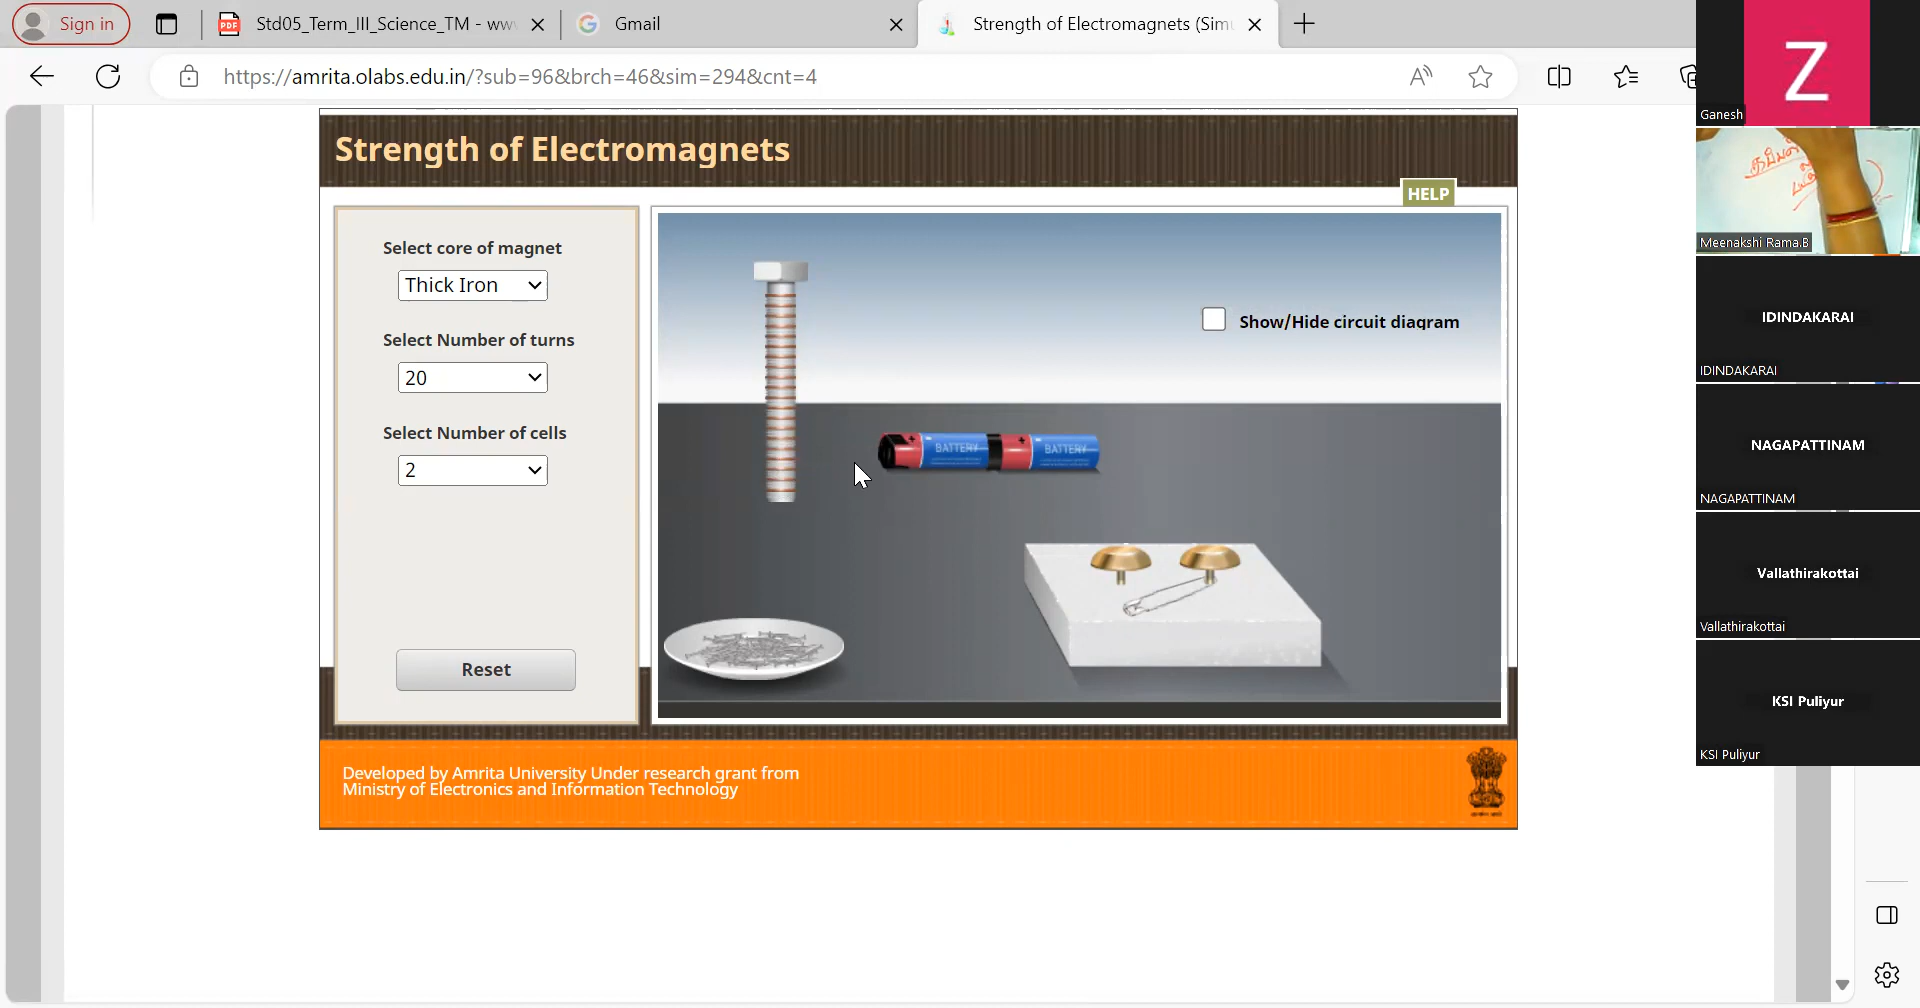 Sign in
Std05_Term_III_Science_TM - www
Gmail
Strength of Electromagnets (Simu
https://amrita.olabs.edu.in/?sub=96&brch=46&sim=294&cnt=4
Strength of Electromagnets
HELP
Select core of magnet
Thick Iron
Select Number of turns
20
Select Number of cells
2
Reset
Show/Hide circuit diagram
BATTERY
BATTERY
Developed by Amrita University Under research grant from
Ministry of Electronics and Information Technology
Z
Ganesh
Meenakshi Rama.B
IDINDAKARAI
IDINDAKARAI
NAGAPATTINAM
NAGAPATTINAM
Vallathirakottai
Vallathirakottai
KSI Puliyur
KSI Puliyur